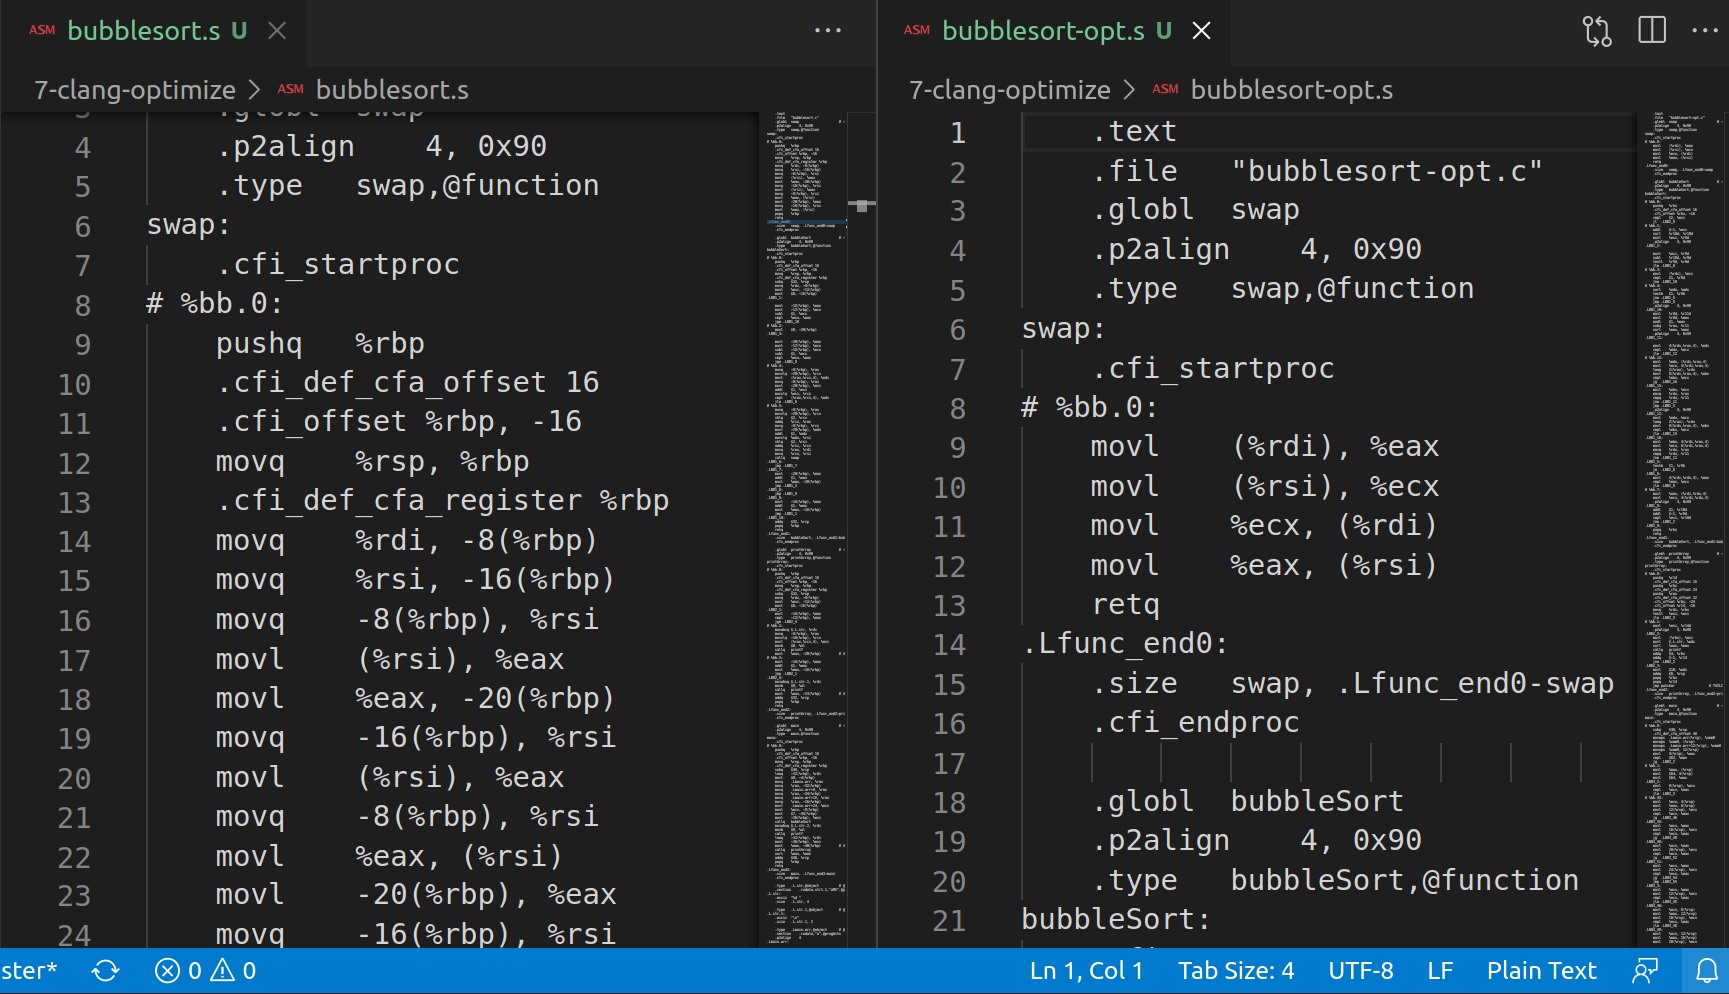 ASM bubblesort.s U
7-clang-optimize > ASM bubblesort.s
3 .globl swap
4 .p2align 4, 0x90
5 .type swap,@function
6 swap:
7 .cfi_startproc
8 # %bb.0:
9 pushq %rbp
10 .cfi_def_cfa_offset 16
11 .cfi_offset %rbp, -16
12 movq %rsp, %rbp
13 .cfi_def_cfa_register %rbp
14 movq %rdi, -8(%rbp)
15 movq %rsi, -16(%rbp)
16 movq -8(%rbp), %rsi
17 movl (%rsi), %eax
18 movl %eax, -20(%rbp)
19 movq -16(%rbp), %rsi
20 movl (%rsi), %eax
21 movq -8(%rbp), %rsi
22 movl %eax, (%rsi)
23 movl -20(%rbp), %eax
24 movq -16(%rbp), %rsi
ASM bubblesort-opt.s U
7-clang-optimize > ASM bubblesort-opt.s
1 .text
2 .file "bubblesort-opt.c"
3 .globl swap
4 .p2align 4, 0x90
5 .type swap,@function
6 swap:
7 .cfi_startproc
8 # %bb.0:
9 movl (%rdi), %eax
10 movl (%rsi), %ecx
11 movl %ecx, (%rdi)
12 movl %eax, (%rsi)
13 retq
14 .Lfunc_end0:
15 .size swap, .Lfunc_end0-swap
16 .cfi_endproc
17
18 .globl bubbleSort
19 .p2align 4, 0x90
20 .type bubbleSort,@function
21 bubbleSort:
ster* 0 0 Ln 1, Col 1 Tab Size: 4 UTF-8 LF Plain Text